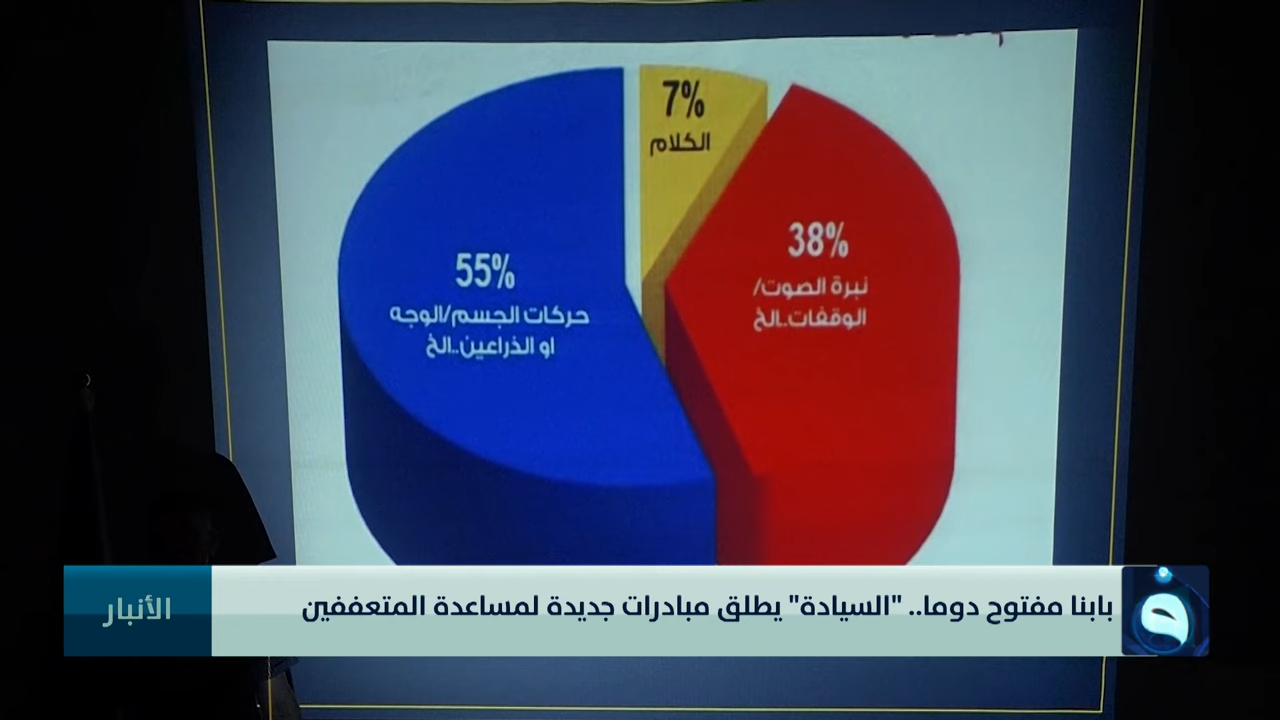 7%
الكلام
38%
نبرة الصوت/
الوقفات..الخ
55%
حركات الجسم/الوجه
او الذراعين..الخ
بابنا مفتوح دوما.. "السيادة" يطلق مبادرات جديدة لمساعدة المتعففين
الأنبار